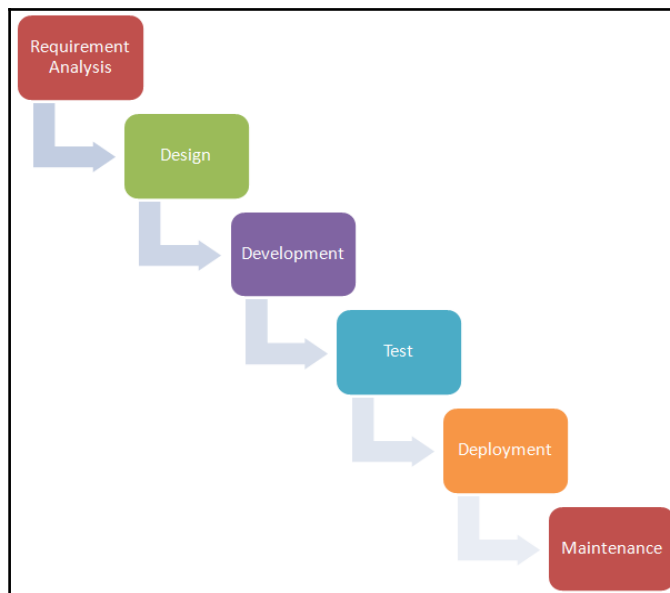 Requirement
Analysis
Design
Development
Test
Deployment
Maintenance